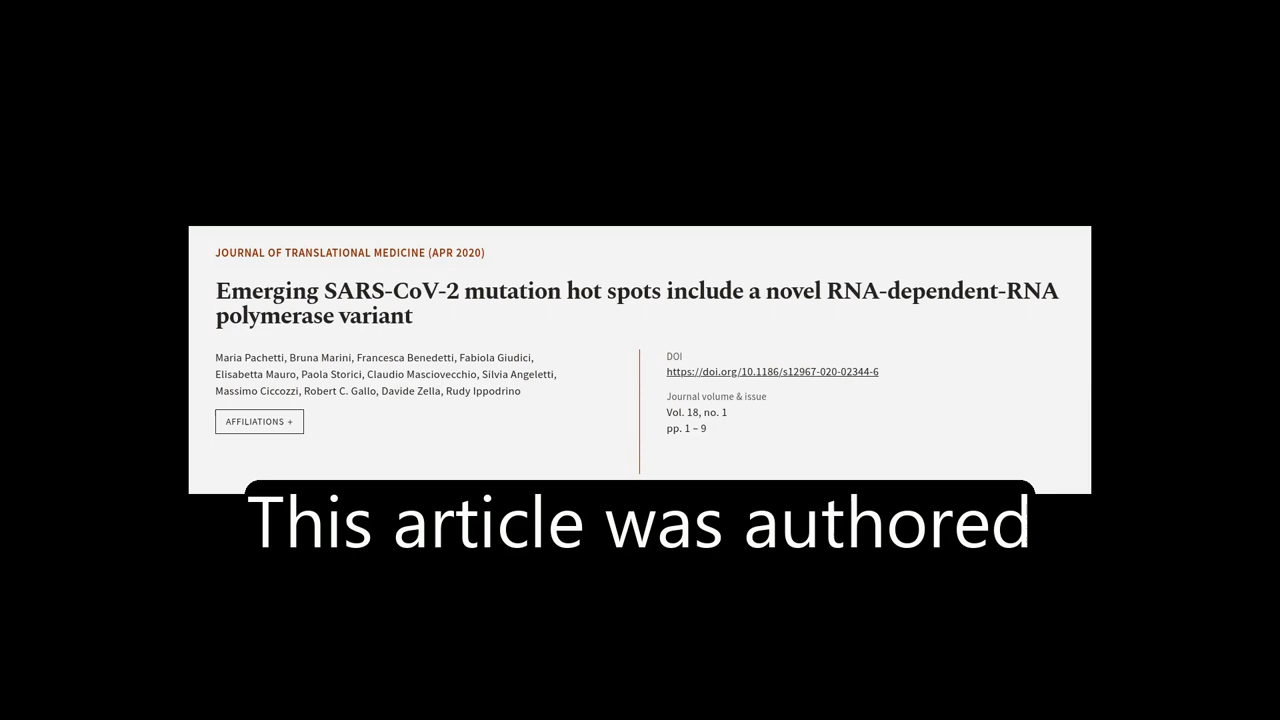 JOURNAL OF TRANSLATIONAL MEDICINE (APR 2020)
Emerging SARS-CoV-2 mutation hot spots include a novel RNA-dependent-RNA
polymerase variant
Maria Pachetti, Bruna Marini, Francesca Benedetti, Fabiola Giudici,
Elisabetta Mauro, Paola Storici, Claudio Masciovecchio, Silvia Angeletti,
Massimo Ciccozzi, Robert C. Gallo, Davide Zella, Rudy Ippodrino
AFFILIATIONS +
DOI
https://doi.org/10.1186/s12967-020-02344-6
Journal volume & issue
Vol. 18, no. 1
pp. 1 – 9
This article was authored